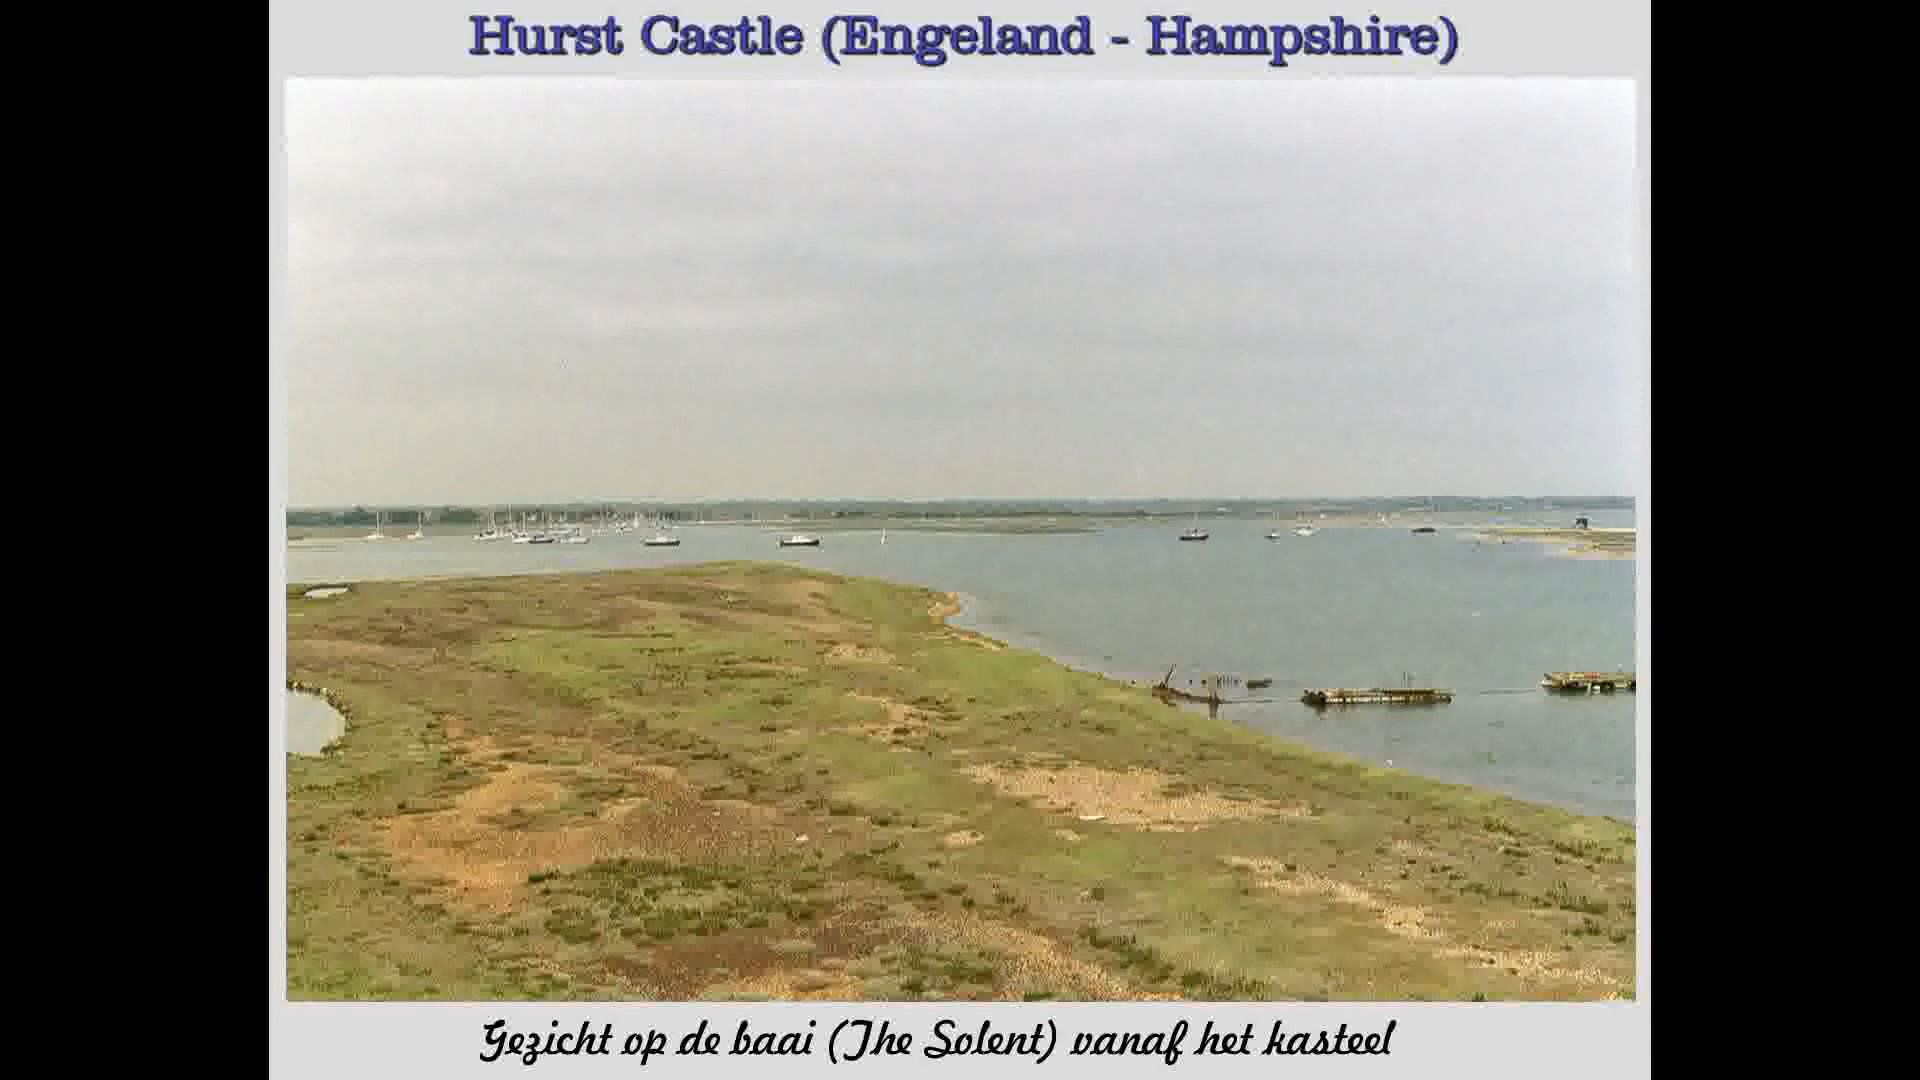 Hurst Castle (Engeland - Hampshire)
Gezicht op de baai (The Solent) vanaf het kasteel